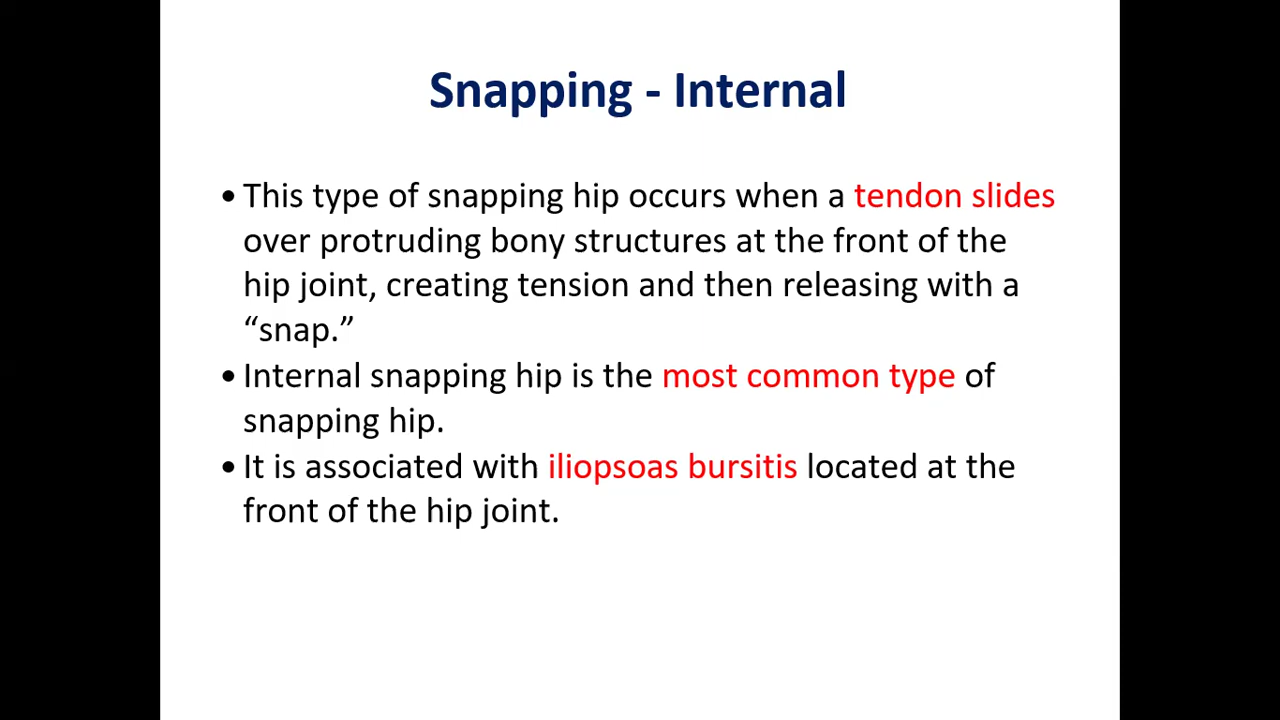 Snapping - Internal
•This type of snapping hip occurs when a tendon slides
over protruding bony structures at the front of the
hip joint, creating tension and then releasing with a
“snap.”
•Internal snapping hip is the most common type of
snapping hip.
•It is associated with iliopsoas bursitis located at the
front of the hip joint.